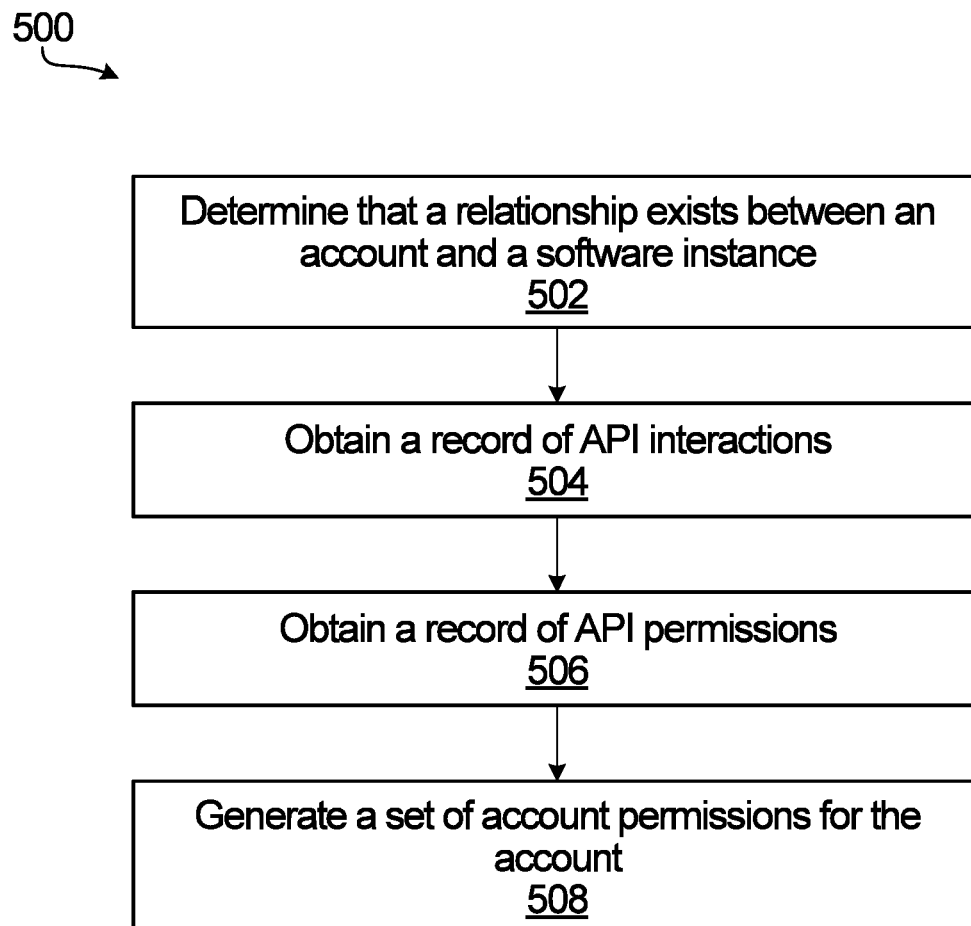 500
Determine that a relationship exists between an
account and a software instance
502
Obtain a record of API interactions
504
Obtain a record of API permissions
506
Generate a set of account permissions for the
account
508